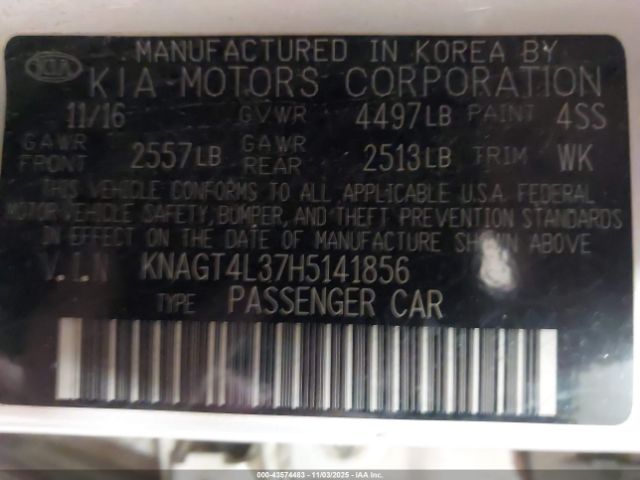 MANUFACTURED IN KOREA BY
KIA KIA MOTORS CORPORATION
11/16 GVWR 4497LB PAINT 4SS
GAWR FRONT 2557LB GAWR REAR 2513LB TRIM WK
THIS VEHICLE CONFORMS TO ALL APPLICABLE U.S.A. FEDERAL
MOTOR VEHICLE SAFETY, BUMPER, AND THEFT PREVENTION STANDARDS
IN EFFECT ON THE DATE OF MANUFACTURE SHOWN ABOVE
V.I.N KNAGT4L37H5141856
TYPE PASSENGER CAR
000-43574483 - 11/03/2025 - IAAI.COM